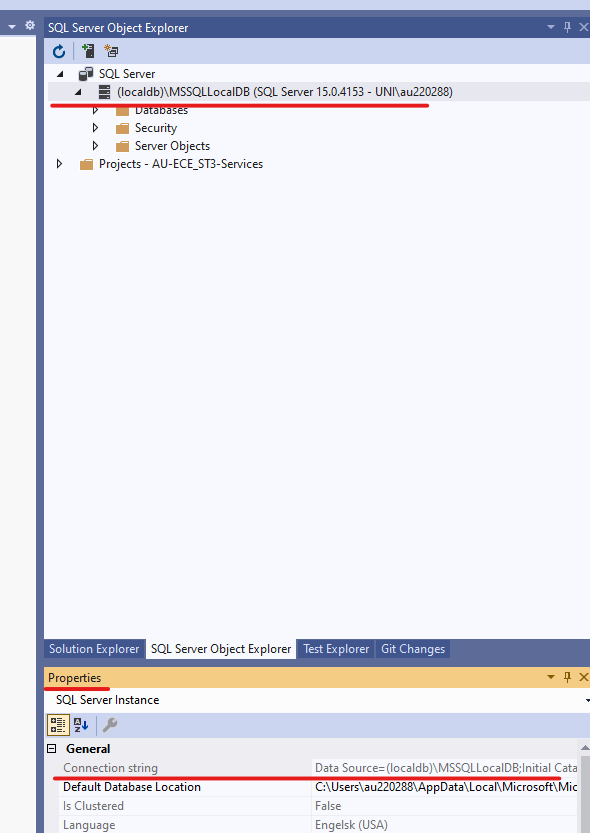 SQL Server Object Explorer
SQL Server
(localdb)\MSSQLLocalDB (SQL Server 15.0.4153 - UNI\au220288)
Databases
Security
Server Objects
Projects - AU-ECE_ST3-Services
Solution Explorer SQL Server Object Explorer Test Explorer Git Changes
Properties
SQL Server Instance
General
Connection string Data Source=(localdb)\MSSQLLocalDB;Initial Cata
Default Database Location C:\Users\au220288\AppData\Local\Microsoft\Mic
Is Clustered False
Language Engelsk (USA)